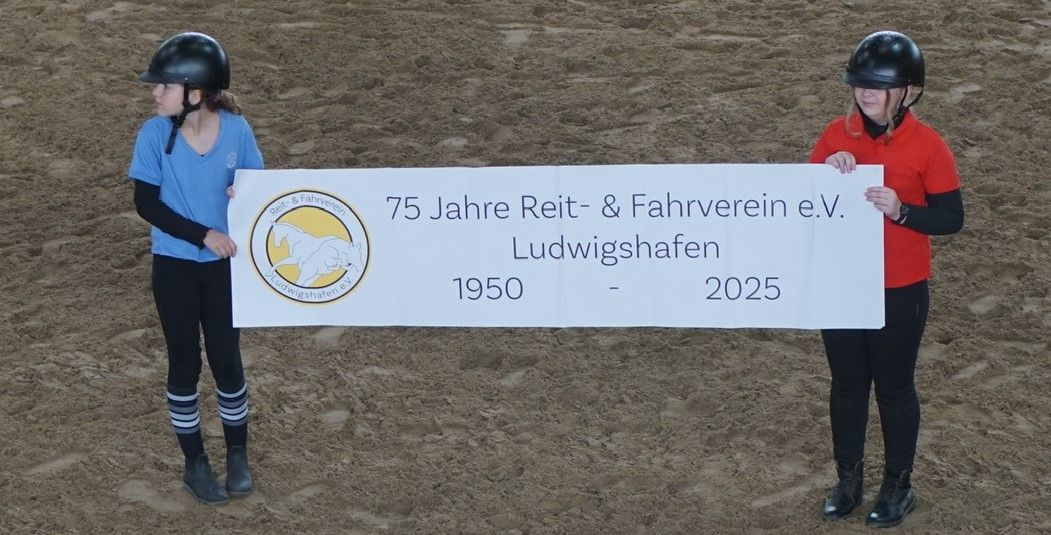 Reit- & Fahrverein
Ludwigshafen e.V.
75 Jahre Reit- & Fahrverein e.V.
Ludwigshafen
1950 - 2025